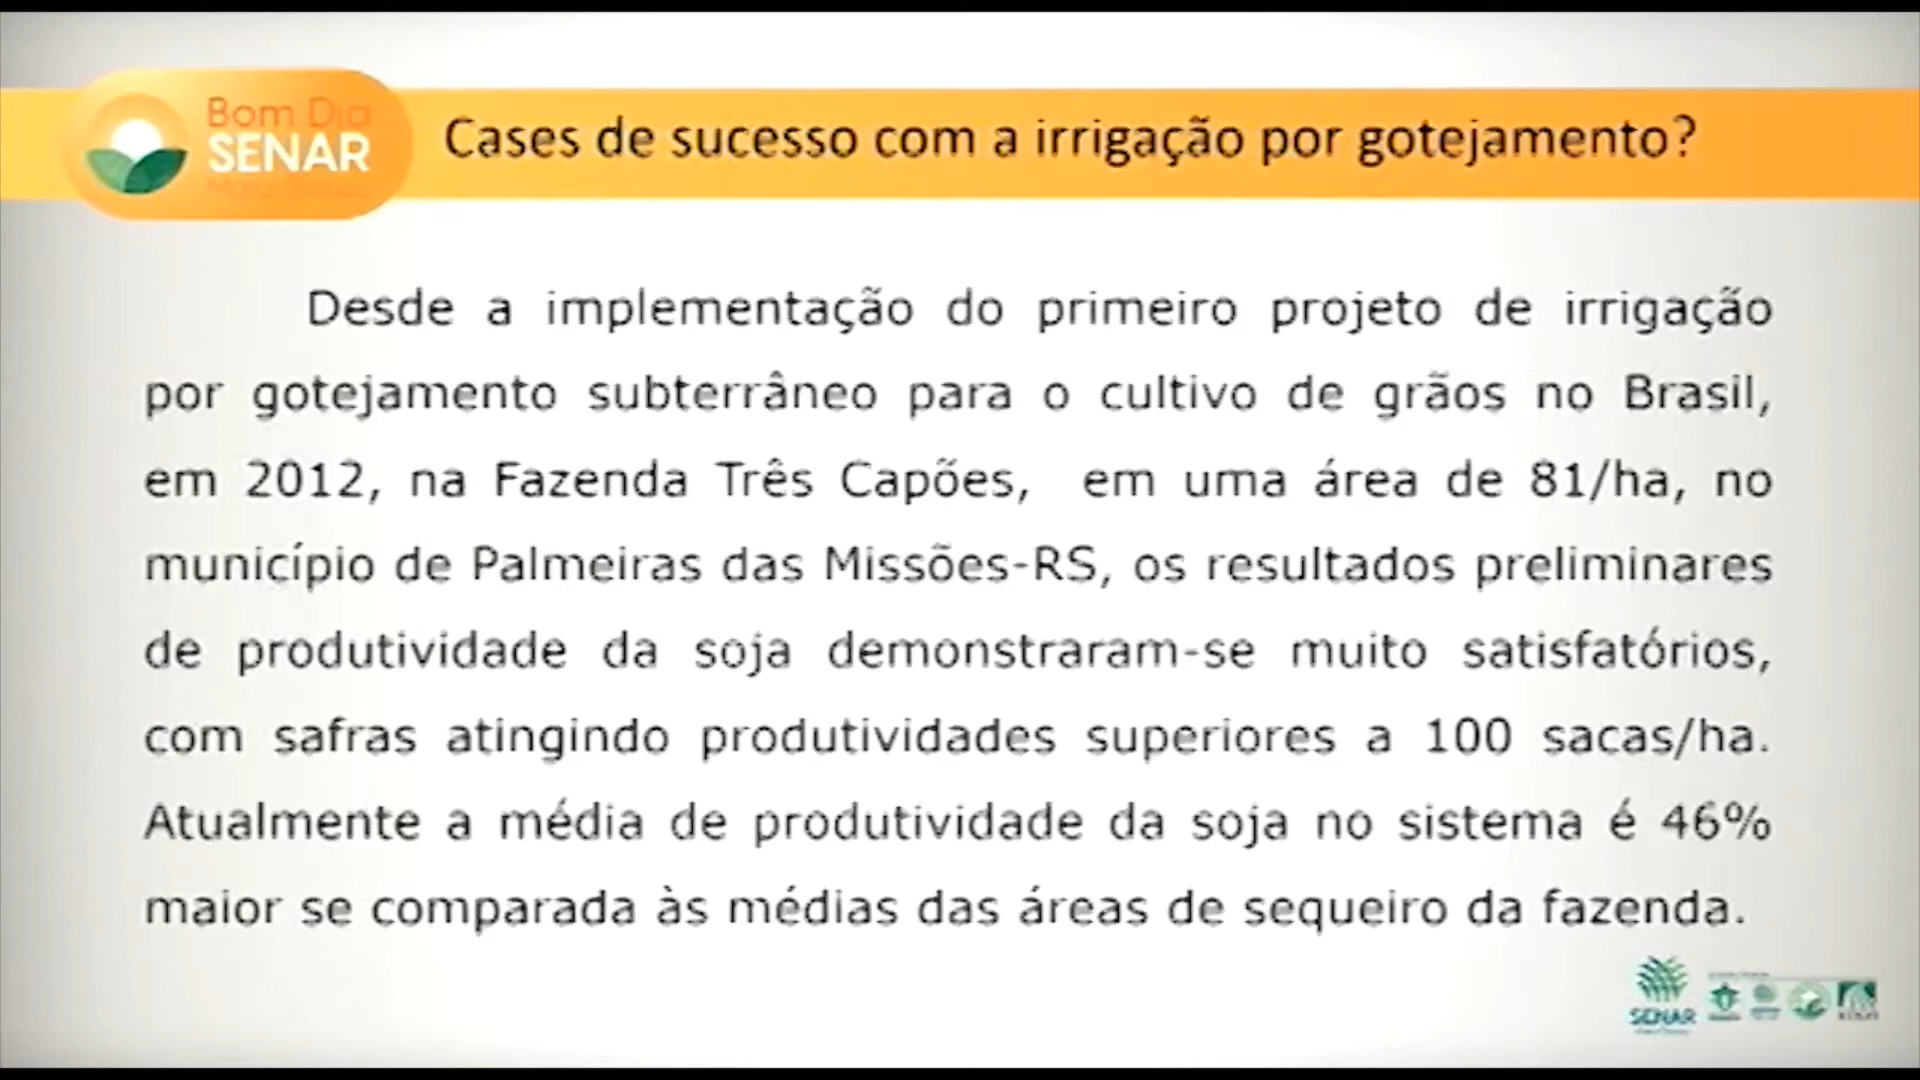 Bom Dia
SENAR
Cases de sucesso com a irrigação por gotejamento?
Desde a implementação do primeiro projeto de irrigação
por gotejamento subterrâneo para o cultivo de grãos no Brasil,
em 2012, na Fazenda Três Capões, em uma área de 81/ha, no
município de Palmeiras das Missões-RS, os resultados preliminares
de produtividade da soja demonstraram-se muito satisfatórios,
com safras atingindo produtividades superiores a 100 sacas/ha.
Atualmente a média de produtividade da soja no sistema é 46%
maior se comparada às médias das áreas de sequeiro da fazenda.
SENAR